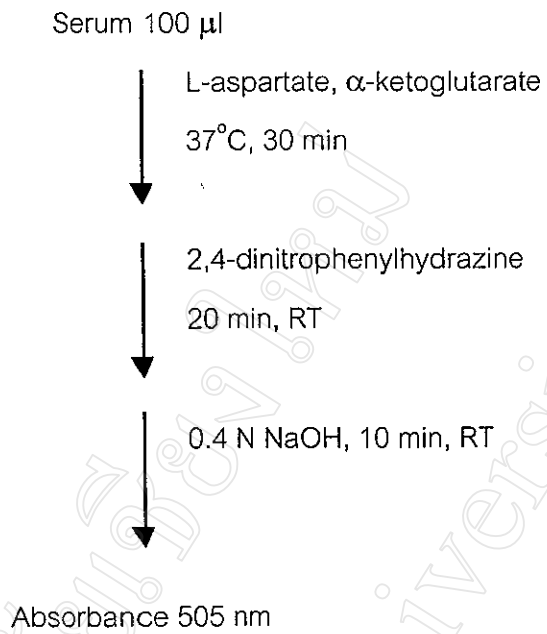 Serum 100 µl
L-aspartate, α-ketoglutarate
37°C, 30 min
2,4-dinitrophenylhydrazine
20 min, RT
0.4 N NaOH, 10 min, RT
Absorbance 505 nm